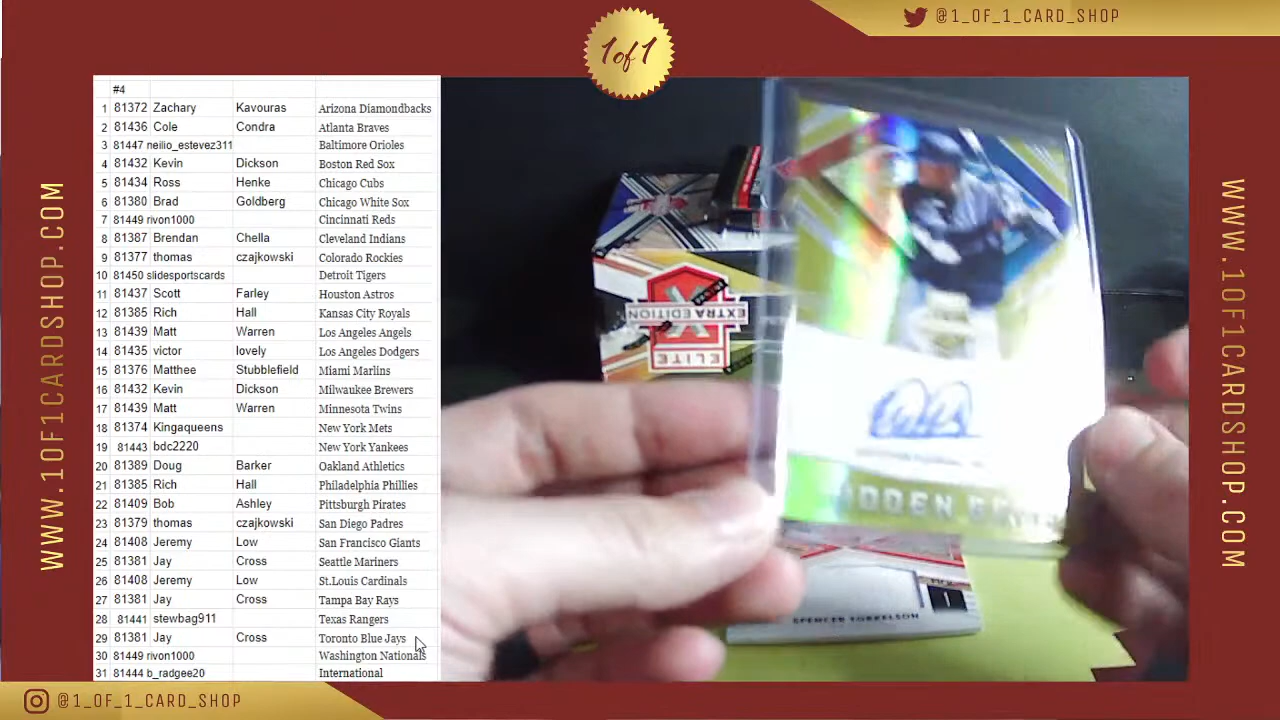 @1_OF_1_CARD_SHOP
1of1
#4
1 81372 Zachary Kavouras Arizona Diamondbacks
2 81436 Cole Condra Atlanta Braves
3 81447 neilio_estevez311 Baltimore Orioles
4 81432 Kevin Dickson Boston Red Sox
5 81434 Ross Henke Chicago Cubs
6 81380 Brad Goldberg Chicago White Sox
7 81449 rivon1000 Cincinnati Reds
8 81387 Brendan Chella Cleveland Indians
9 81377 thomas czajkowski Colorado Rockies
10 81450 slidesportscards Detroit Tigers
11 81437 Scott Farley Houston Astros
12 81385 Rich Hall Kansas City Royals
13 81439 Matt Warren Los Angeles Angels
14 81435 victor lovely Los Angeles Dodgers
15 81376 Matthee Stubblefield Miami Marlins
16 81432 Kevin Dickson Milwaukee Brewers
17 81439 Matt Warren Minnesota Twins
18 81374 Kingaqueens New York Mets
19 81443 bdc2220 New York Yankees
20 81389 Doug Barker Oakland Athletics
21 81385 Rich Hall Philadelphia Phillies
22 81409 Bob Ashley Pittsburgh Pirates
23 81379 thomas czajkowski San Diego Padres
24 81408 Jeremy Low San Francisco Giants
25 81381 Jay Cross Seattle Mariners
26 81408 Jeremy Low St.Louis Cardinals
27 81381 Jay Cross Tampa Bay Rays
28 81441 stewbag911 Texas Rangers
29 81381 Jay Cross Toronto Blue Jays
30 81449 rivon1000 Washington Nationals
31 81444 b_radgee20 International
EXTRA EDITION
ELITE
SPENCER TORKELSON
WWW.1OF1CARDSHOP.COM
WWW.1OF1CARDSHOP.COM
@1_OF_1_CARD_SHOP